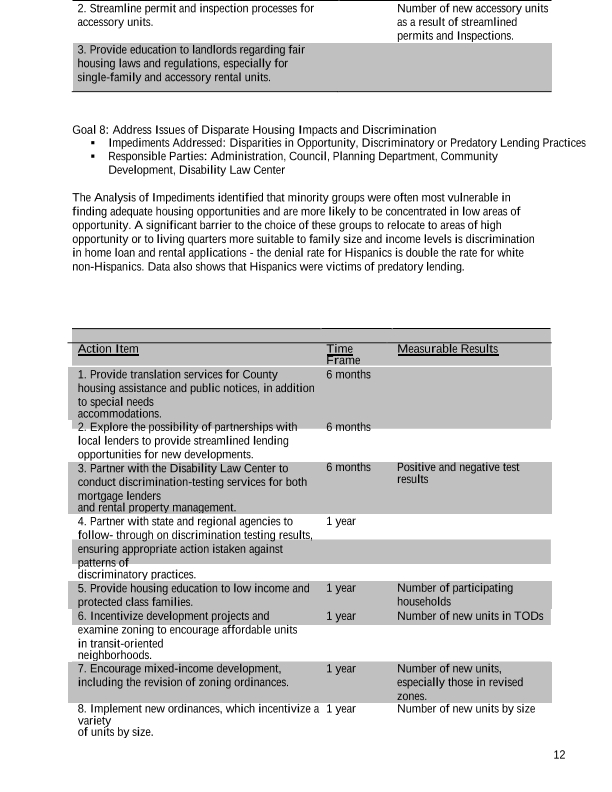 2. Streamline permit and inspection processes for
accessory units.
Number of new accessory units
as a result of streamlined
permits and Inspections.
3. Provide education to landlords regarding fair
housing laws and regulations, especially for
single-family and accessory rental units.
Goal 8: Address Issues of Disparate Housing Impacts and Discrimination
▪ Impediments Addressed: Disparities in Opportunity, Discriminatory or Predatory Lending Practices
▪ Responsible Parties: Administration, Council, Planning Department, Community
Development, Disability Law Center
The Analysis of Impediments identified that minority groups were often most vulnerable in
finding adequate housing opportunities and are more likely to be concentrated in low areas of
opportunity. A significant barrier to the choice of these groups to relocate to areas of high
opportunity or to living quarters more suitable to family size and income levels is discrimination
in home loan and rental applications - the denial rate for Hispanics is double the rate for white
non-Hispanics. Data also shows that Hispanics were victims of predatory lending.
Action Item
Time
Frame
Measurable Results
1. Provide translation services for County
housing assistance and public notices, in addition
to special needs
accommodations.
6 months
2. Explore the possibility of partnerships with
local lenders to provide streamlined lending
opportunities for new developments.
6 months
3. Partner with the Disability Law Center to
conduct discrimination-testing services for both
mortgage lenders
and rental property management.
6 months
Positive and negative test
results
4. Partner with state and regional agencies to
follow- through on discrimination testing results,
ensuring appropriate action istaken against
patterns of
discriminatory practices.
1 year
5. Provide housing education to low income and
protected class families.
1 year
Number of participating
households
6. Incentivize development projects and
examine zoning to encourage affordable units
in transit-oriented
neighborhoods.
1 year
Number of new units in TODs
7. Encourage mixed-income development,
including the revision of zoning ordinances.
1 year
Number of new units,
especially those in revised
zones.
8. Implement new ordinances, which incentivize a
variety
of units by size.
1 year
Number of new units by size
12